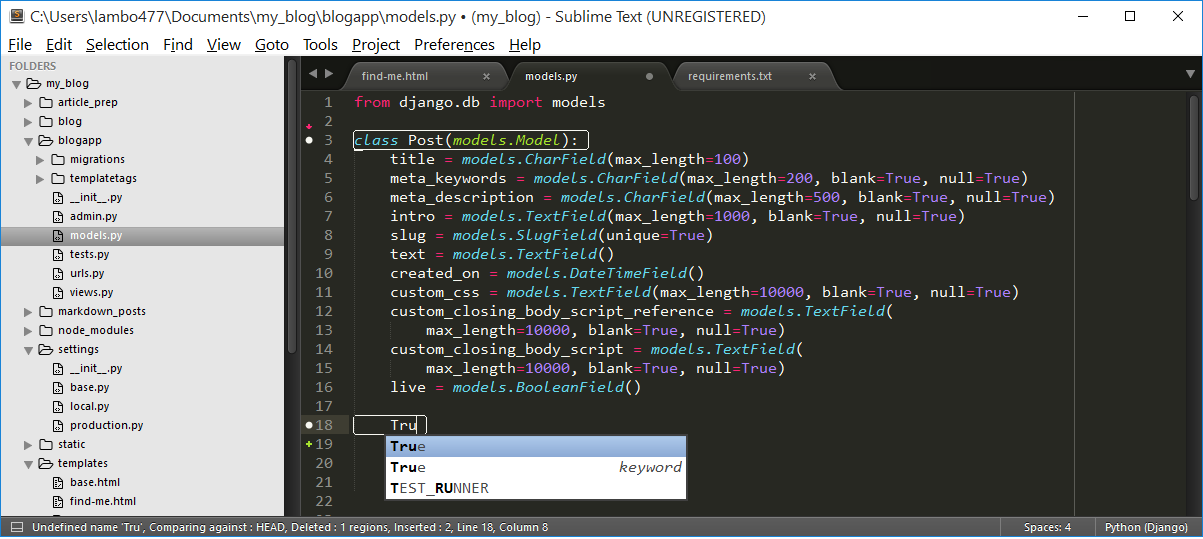 C:\Users\lambo477\Documents\my_blog\blogapp\models.py • (my_blog) - Sublime Text (UNREGISTERED)
File Edit Selection Find View Goto Tools Project Preferences Help
FOLDERS
my_blog
article_prep
blog
blogapp
migrations
templatetags
__init__.py
admin.py
models.py
tests.py
urls.py
views.py
markdown_posts
node_modules
settings
__init__.py
base.py
local.py
production.py
static
templates
base.html
find-me.html
find-me.html × models.py requirements.txt ×
1 from django.db import models
2
3 class Post(models.Model):
4 title = models.CharField(max_length=100)
5 meta_keywords = models.CharField(max_length=200, blank=True, null=True)
6 meta_description = models.CharField(max_length=500, blank=True, null=True)
7 intro = models.TextField(max_length=1000, blank=True, null=True)
8 slug = models.SlugField(unique=True)
9 text = models.TextField()
10 created_on = models.DateTimeField()
11 custom_css = models.TextField(max_length=10000, blank=True, null=True)
12 custom_closing_body_script_reference = models.TextField(
13 max_length=10000, blank=True, null=True)
14 custom_closing_body_script = models.TextField(
15 max_length=10000, blank=True, null=True)
16 live = models.BooleanField()
17
18 Tru
19
20
21
22
True
True keyword
TEST_RUNNER
Undefined name 'Tru', Comparing against : HEAD, Deleted : 1 regions, Inserted : 2, Line 18, Column 8 Spaces: 4 Python (Django)